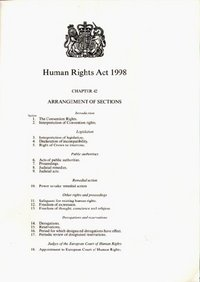 Human Rights Act 1998
CHAPTER 42
ARRANGEMENT OF SECTIONS
Introduction
Section
1. The Convention Rights.
2. Interpretation of Convention rights.
Legislation
3. Interpretation of legislation.
4. Declaration of incompatibility.
5. Right of Crown to intervene.
Public authorities
6. Acts of public authorities.
7. Proceedings.
8. Judicial remedies.
9. Judicial acts.
Remedial action
10. Power to take remedial action.
Other rights and proceedings
11. Safeguard for existing human rights.
12. Freedom of expression.
13. Freedom of thought, conscience and religion.
Derogations and reservations
14. Derogations.
15. Reservations.
16. Period for which designated derogations have effect.
17. Periodic review of designated reservations.
Judges of the European Court of Human Rights
18. Appointment to European Court of Human Rights.